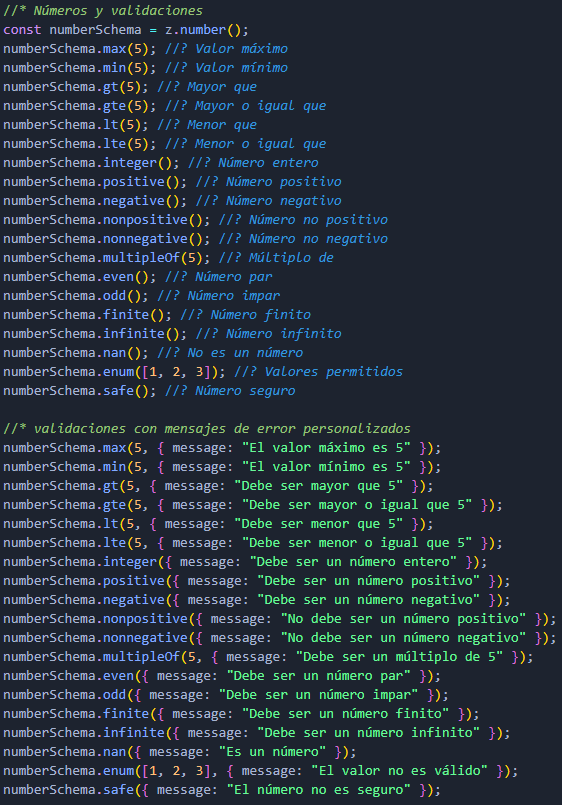 //* Números y validaciones
const numberSchema = z.number();
numberSchema.max(5); //? Valor máximo
numberSchema.min(5); //? Valor mínimo
numberSchema.gt(5); //? Mayor que
numberSchema.gte(5); //? Mayor o igual que
numberSchema.lt(5); //? Menor que
numberSchema.lte(5); //? Menor o igual que
numberSchema.integer(); //? Número entero
numberSchema.positive(); //? Número positivo
numberSchema.negative(); //? Número negativo
numberSchema.nonpositive(); //? Número no positivo
numberSchema.nonnegative(); //? Número no negativo
numberSchema.multipleOf(5); //? Múltiplo de
numberSchema.even(); //? Número par
numberSchema.odd(); //? Número impar
numberSchema.finite(); //? Número finito
numberSchema.infinite(); //? Número infinito
numberSchema.nan(); //? No es un número
numberSchema.enum([1, 2, 3]); //? Valores permitidos
numberSchema.safe(); //? Número seguro

//* validaciones con mensajes de error personalizados
numberSchema.max(5, { message: "El valor máximo es 5" });
numberSchema.min(5, { message: "El valor mínimo es 5" });
numberSchema.gt(5, { message: "Debe ser mayor que 5" });
numberSchema.gte(5, { message: "Debe ser mayor o igual que 5" });
numberSchema.lt(5, { message: "Debe ser menor que 5" });
numberSchema.lte(5, { message: "Debe ser menor o igual que 5" });
numberSchema.integer({ message: "Debe ser un número entero" });
numberSchema.positive({ message: "Debe ser un número positivo" });
numberSchema.negative({ message: "Debe ser un número negativo" });
numberSchema.nonpositive({ message: "No debe ser un número positivo" });
numberSchema.nonnegative({ message: "No debe ser un número negativo" });
numberSchema.multipleOf(5, { message: "Debe ser un múltiplo de 5" });
numberSchema.even({ message: "Debe ser un número par" });
numberSchema.odd({ message: "Debe ser un número impar" });
numberSchema.finite({ message: "Debe ser un número finito" });
numberSchema.infinite({ message: "Debe ser un número infinito" });
numberSchema.nan({ message: "Es un número" });
numberSchema.enum([1, 2, 3], { message: "El valor no es válido" });
numberSchema.safe({ message: "El número no es seguro" });